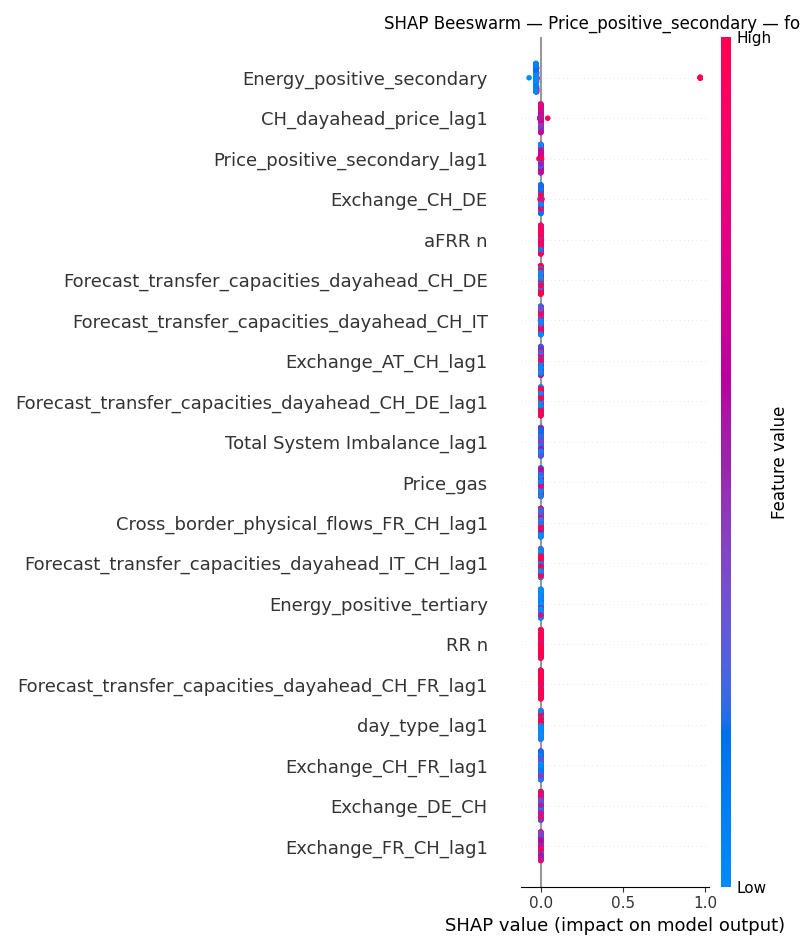 SHAP Beeswarm — Price_positive_secondary — fo
High
Energy_positive_secondary
CH_dayahead_price_lag1
Price_positive_secondary_lag1
Exchange_CH_DE
aFRR n
Forecast_transfer_capacities_dayahead_CH_DE
Forecast_transfer_capacities_dayahead_CH_IT
Exchange_AT_CH_lag1
Forecast_transfer_capacities_dayahead_CH_DE_lag1
Total System Imbalance_lag1
Price_gas
Cross_border_physical_flows_FR_CH_lag1
Forecast_transfer_capacities_dayahead_IT_CH_lag1
Energy_positive_tertiary
RR n
Forecast_transfer_capacities_dayahead_CH_FR_lag1
day_type_lag1
Exchange_CH_FR_lag1
Exchange_DE_CH
Exchange_FR_CH_lag1
Feature value
Low
0.0 0.5 1.0
SHAP value (impact on model output)